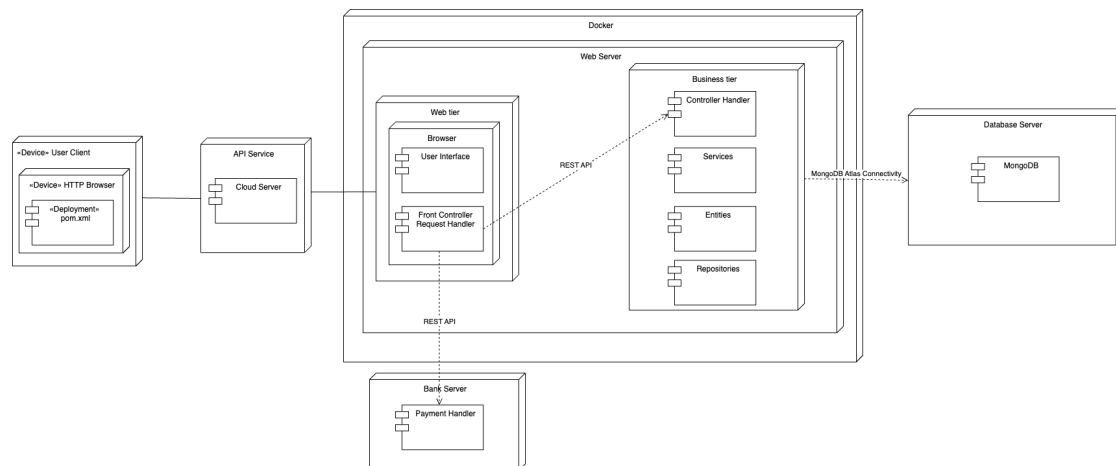 Docker
Web Server
Business tier
Controller Handler
Web tier
Browser
User Interface
REST API
Services
MongoDB Atlas Connectivity
Database Server
MongoDB
«Device» User Client
«Device» HTTP Browser
«Deployment»
pom.xml
API Service
Cloud Server
Front Controller
Request Handler
Entities
Repositories
REST API
Bank Server
Payment Handler